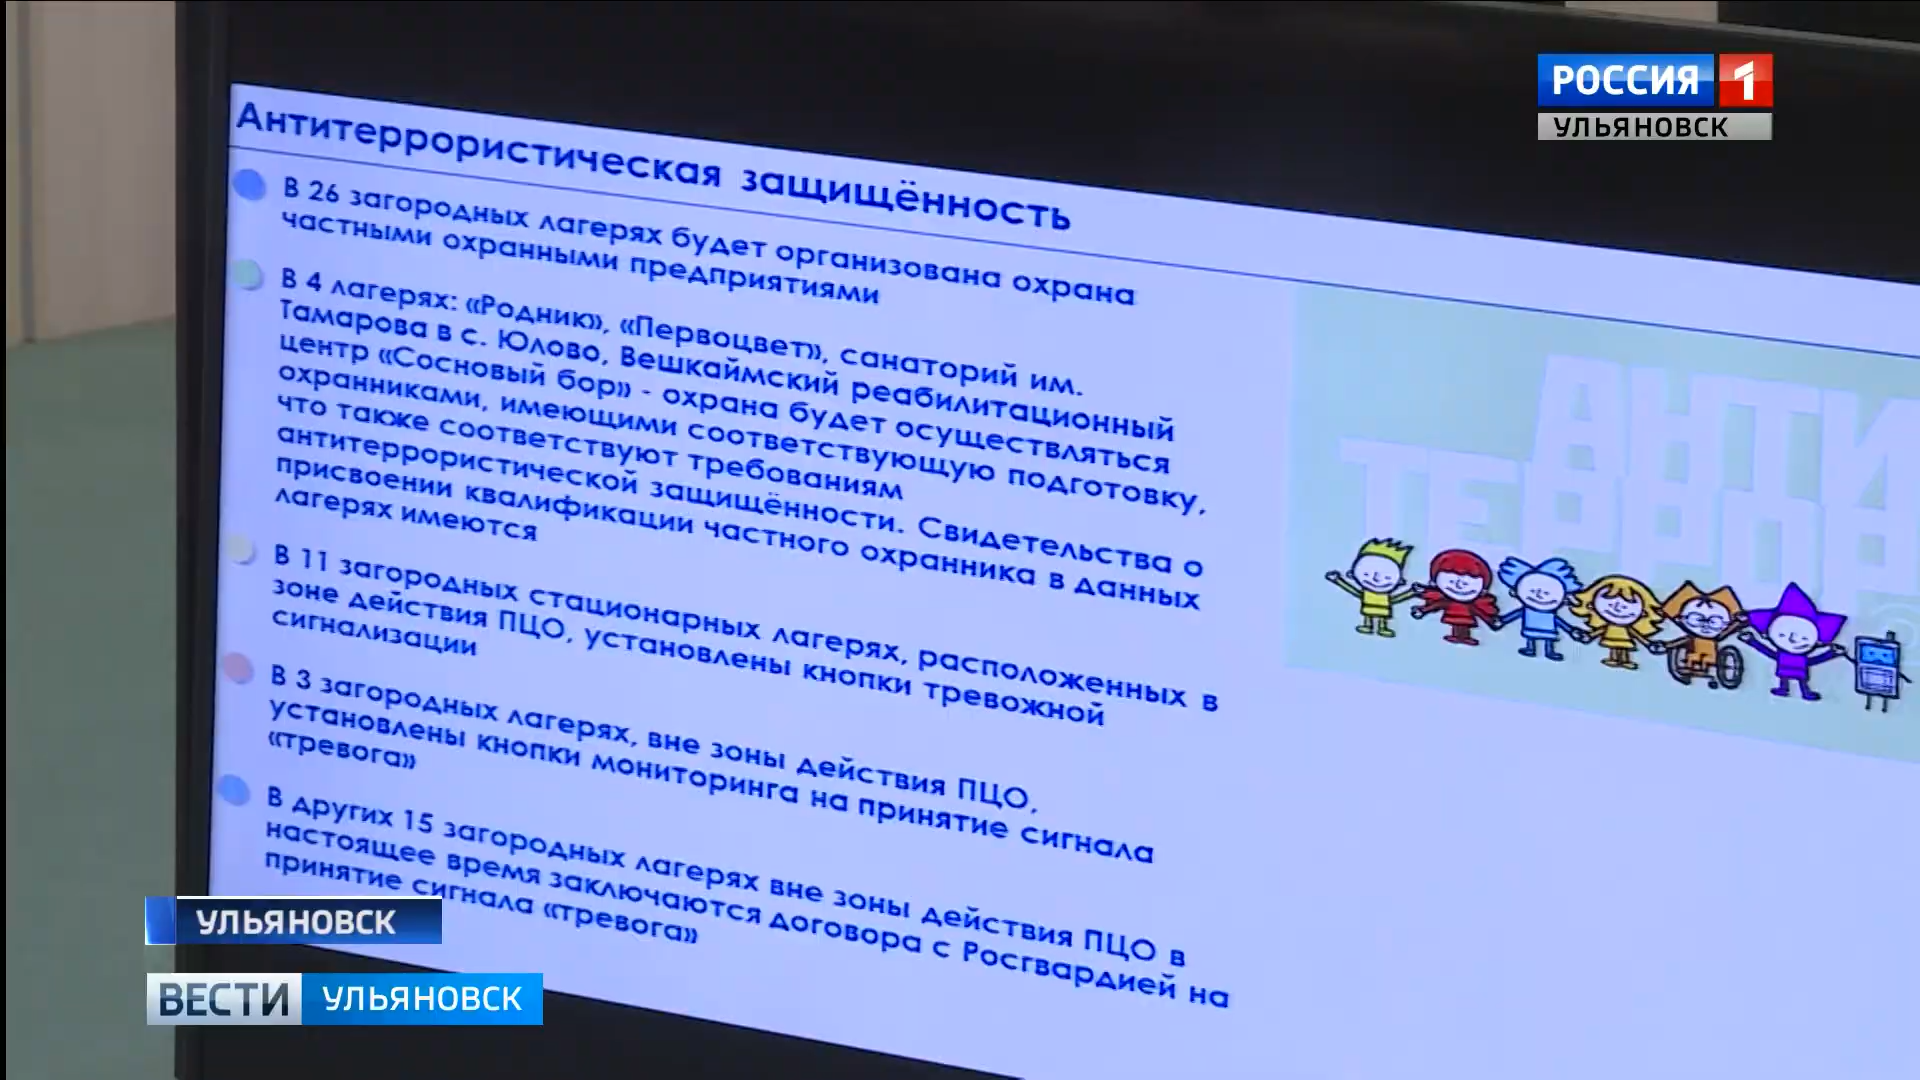 РОССИЯ 1
УЛЬЯНОВСК
Антитеррористическая защищённость
В 26 загородных лагерях будет организована охрана
частными охранными предприятиями
В 4 лагерях: «Родник», «Первоцвет», санаторий им.
Тамарова в с. Юлово, Вешкаймский реабилитационный
центр «Сосновый бор» - охрана будет осуществляться
охранниками, имеющими соответствующую подготовку,
что также соответствуют требованиям
антитеррористической защищённости. Свидетельства о
присвоении квалификации частного охранника в данных
лагерях имеются
В 11 загородных стационарных лагерях, расположенных в
зоне действия ПЦО, установлены кнопки тревожной
сигнализации
В 3 загородных лагерях, вне зоны действия ПЦО,
установлены кнопки мониторинга на принятие сигнала
«тревога»
В других 15 загородных лагерях вне зоны действия ПЦО в
настоящее время заключаются договора с Росгвардией на
принятие сигнала «тревога»
АНТИ
УЛЬЯНОВСК
ВЕСТИ УЛЬЯНОВСК